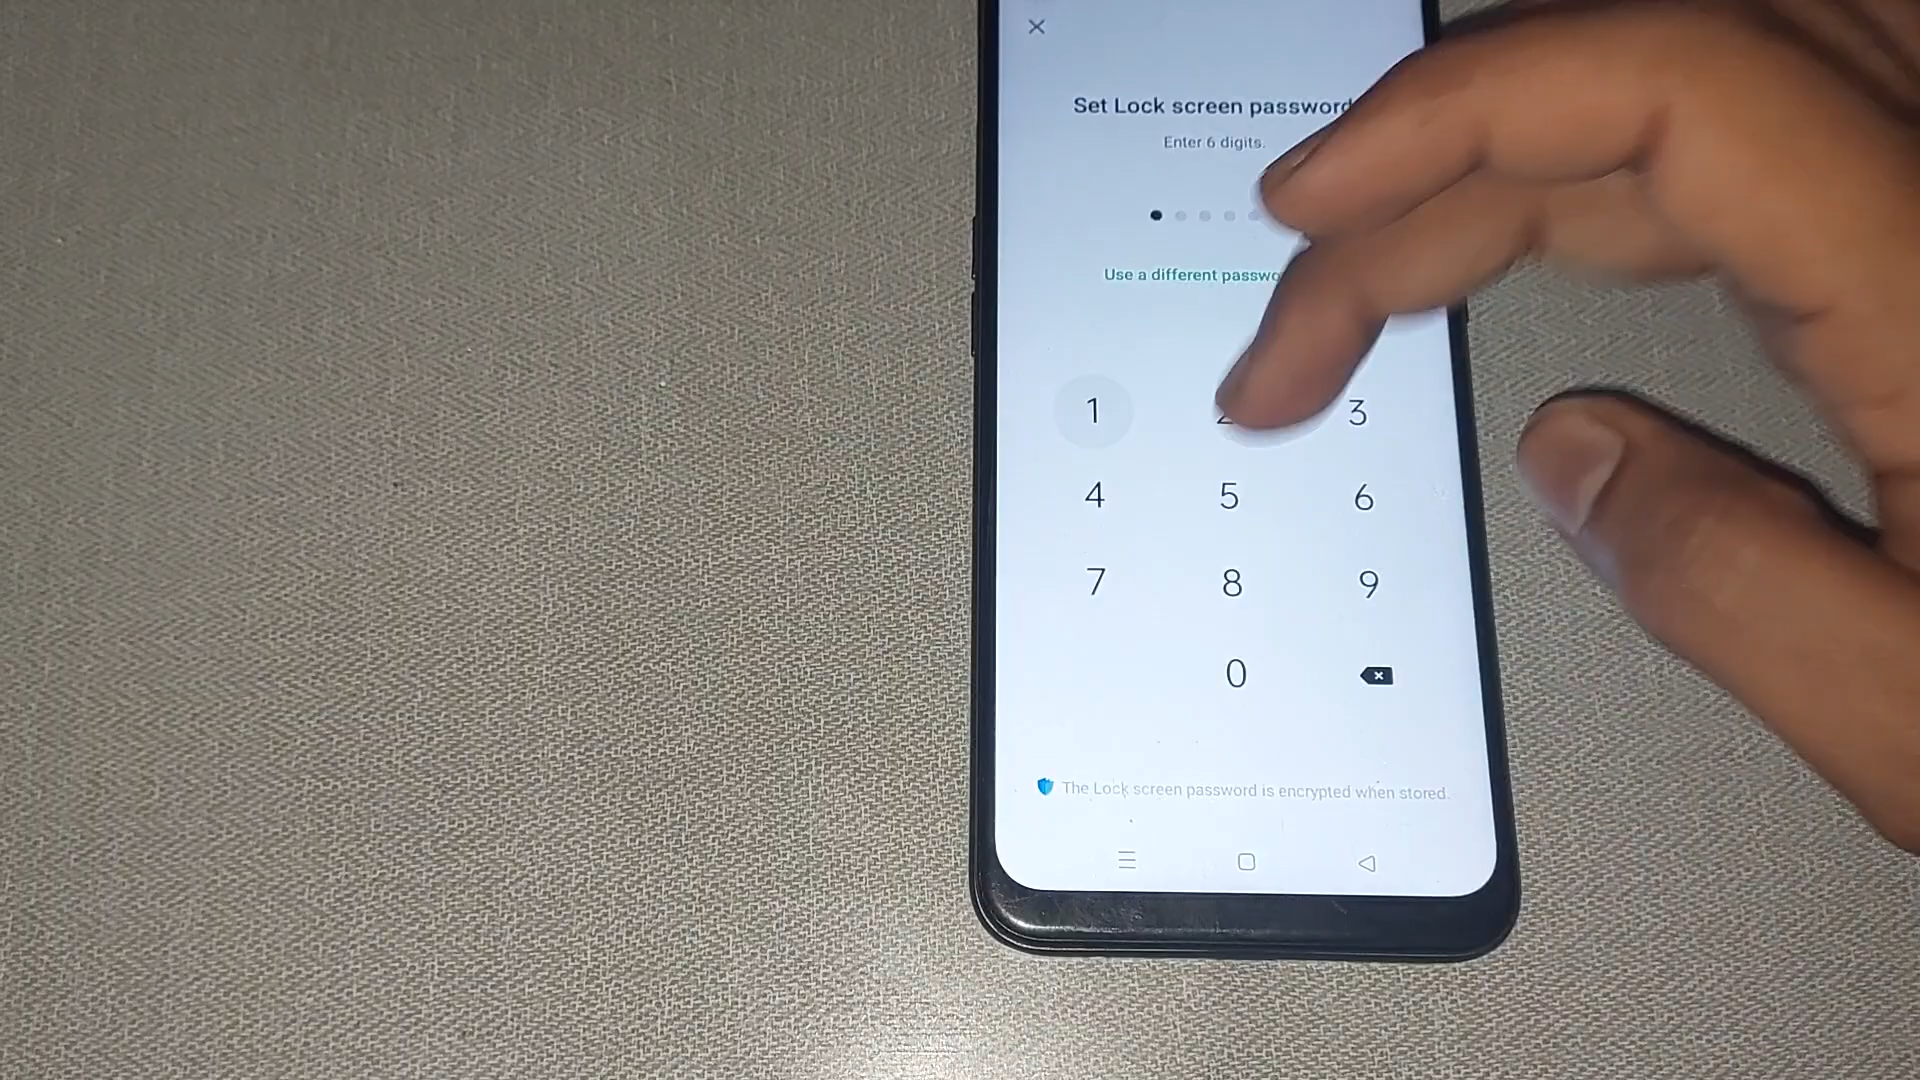 Set Lock screen password
Enter 6 digits.
Use a different
1 2 3
4 5 6
7 8 9
0
The Lock screen password is encrypted when stored.